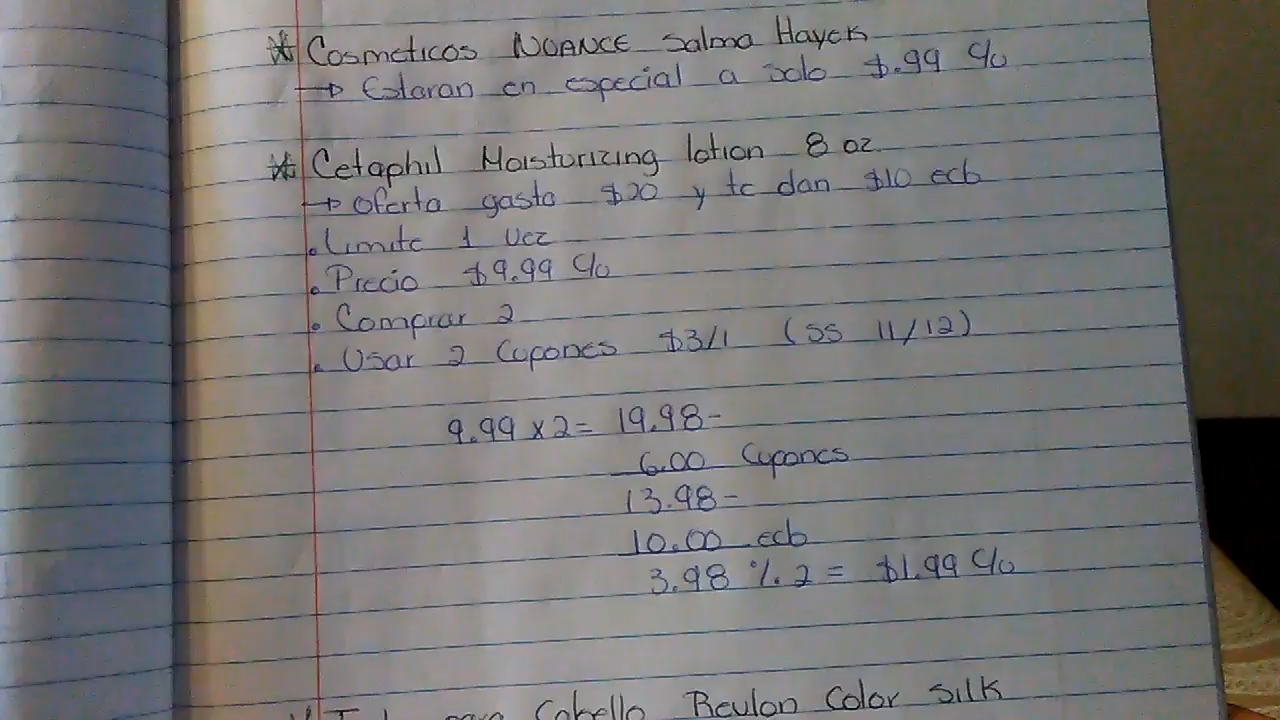 * Cosmeticos NUANCE Salma Hayek
→ Estaran en especial a solo $.99 c/u
* Cetaphil Moisturizing lotion 8 oz
→ Oferta gasta $20 y te dan $10 ecb
. Limite 1 vez
. Precio $9.99 c/u
. Comprar 2
. Usar 2 Cupones $3/1 (SS 11/12)
9.99 x 2 = 19.98-
6.00 Cupones
13.98-
10.00 ecb
3.98 % 2 = $1.99 c/u
para Cabello Revlon Color Silk